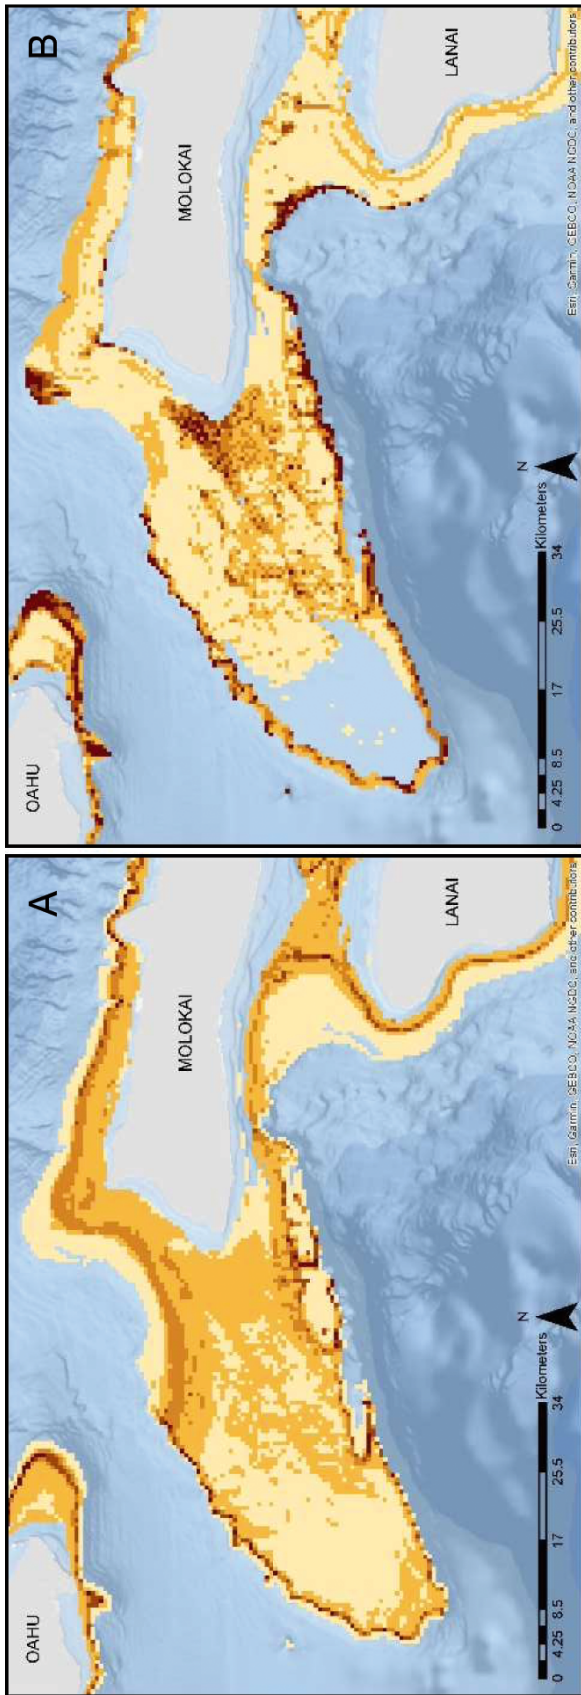 A
OAHU
MOLOKAI
LANAI
N
Kilometers
0 4.25 8.5 17 25.5 34
Esri, Garmin, GEBCO, NOAA NGDC, and other contributors
B
OAHU
MOLOKAI
LANAI
N
Kilometers
0 4.25 8.5 17 25.5 34
Esri, Garmin, GEBCO, NOAA NGDC, and other contributors